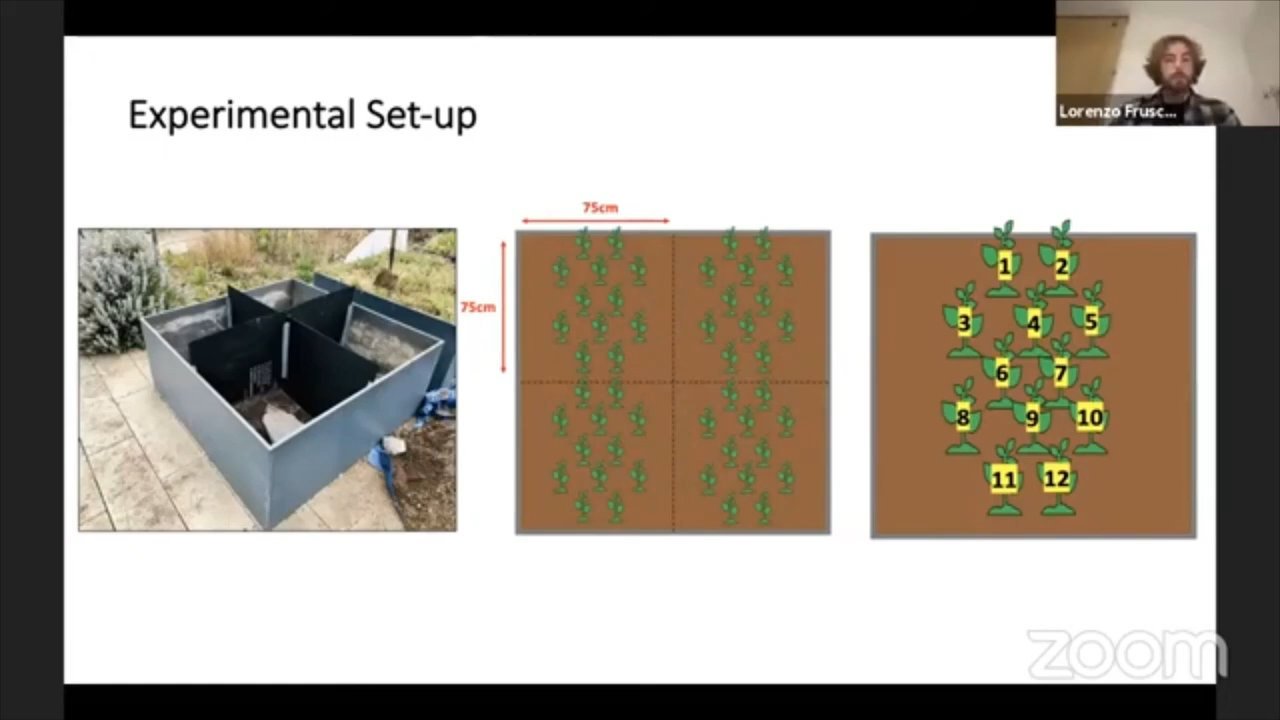 Experimental Set-up
Lorenzo Frusc...
75cm
75cm
1 2
3 4 5
6 7
8 9 10
11 12
zoom